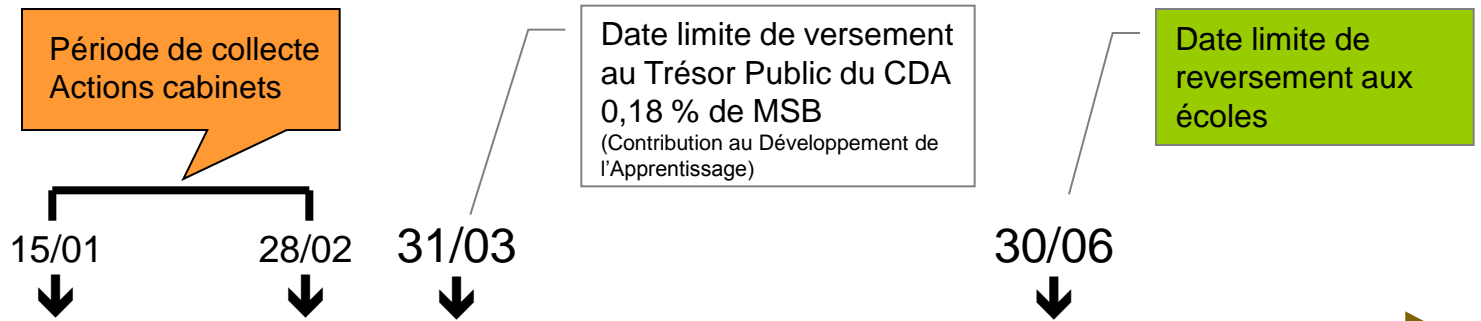 Période de collecte
Actions cabinets
Date limite de versement
au Trésor Public du CDA
0,18 % de MSB
(Contribution au Développement de
l’Apprentissage)
Date limite de
reversement aux
écoles
15/01
28/02
31/03
30/06